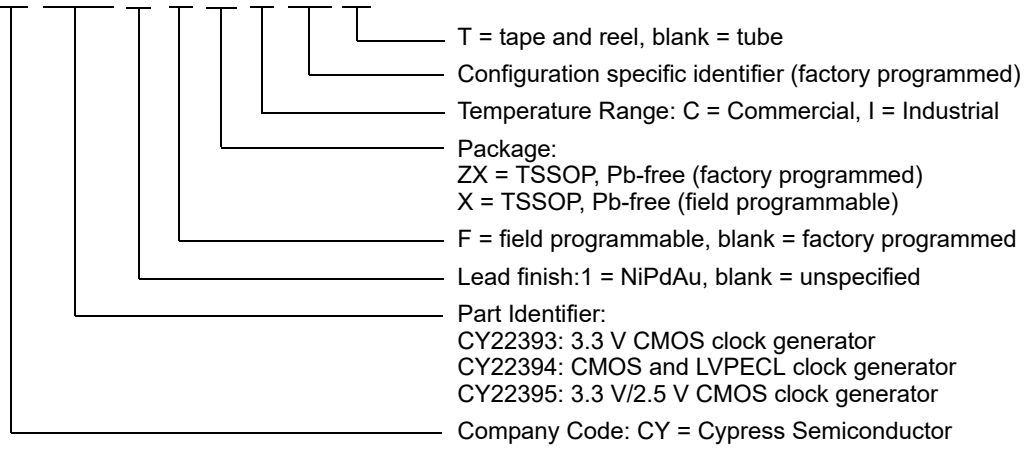 T = tape and reel, blank = tube
Configuration specific identifier (factory programmed)
Temperature Range: C = Commercial, I = Industrial
Package:
ZX = TSSOP, Pb-free (factory programmed)
X = TSSOP, Pb-free (field programmable)
F = field programmable, blank = factory programmed
Lead finish:1 = NiPdAu, blank = unspecified
Part Identifier:
CY22393: 3.3 V CMOS clock generator
CY22394: CMOS and LVPECL clock generator
CY22395: 3.3 V/2.5 V CMOS clock generator
Company Code: CY = Cypress Semiconductor